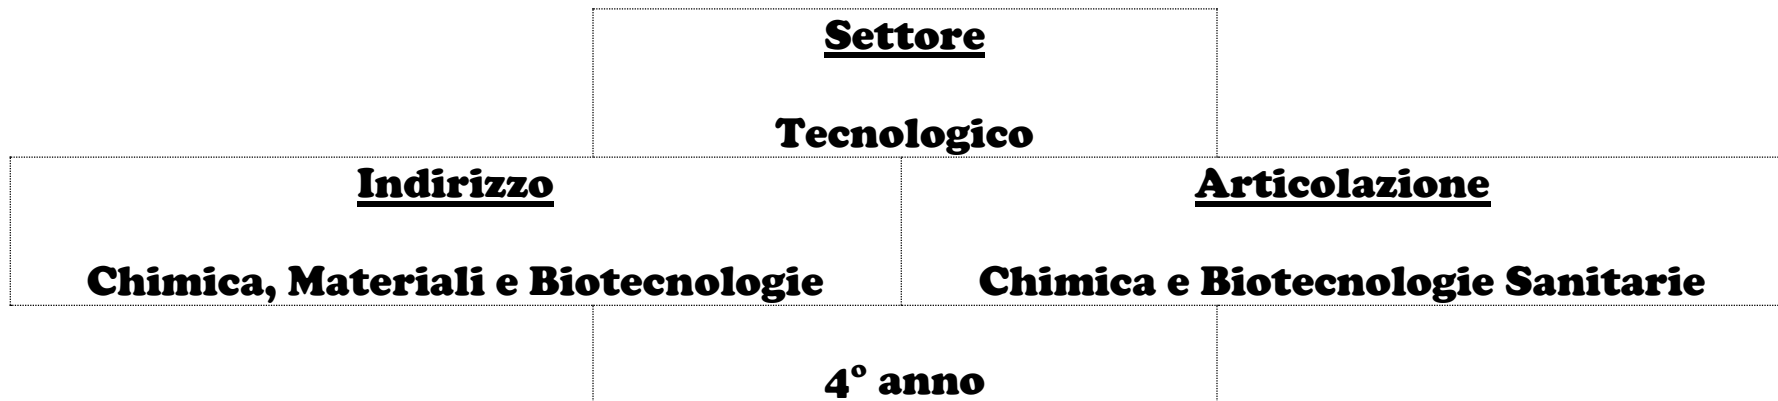 Settore
Tecnologico
Indirizzo
Chimica, Materiali e Biotecnologie
Articolazione
Chimica e Biotecnologie Sanitarie
4° anno